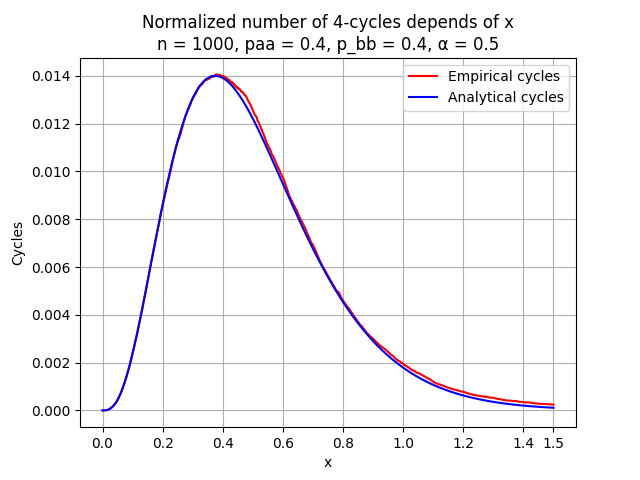 Normalized number of 4-cycles depends of x
n = 1000, paa = 0.4, p_bb = 0.4, α = 0.5
Empirical cycles
Analytical cycles
Cycles
0.014
0.012
0.010
0.008
0.006
0.004
0.002
0.000
0.0 0.2 0.4 0.6 0.8 1.0 1.2 1.4 1.5
x